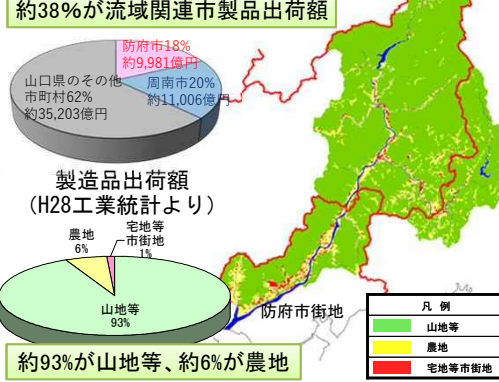 約38%が流域関連市製品出荷額
防府市18%
約9,981億円
周南市20%
約11,006億円
山口県のその他
市町村62%
約35,203億円
製造品出荷額
(H28工業統計より)
農地
6%
宅地等
市街地
1%
山地等
93%
防府市街地
約93%が山地等、約6%が農地
凡 例
山地等
農地
宅地等市街地